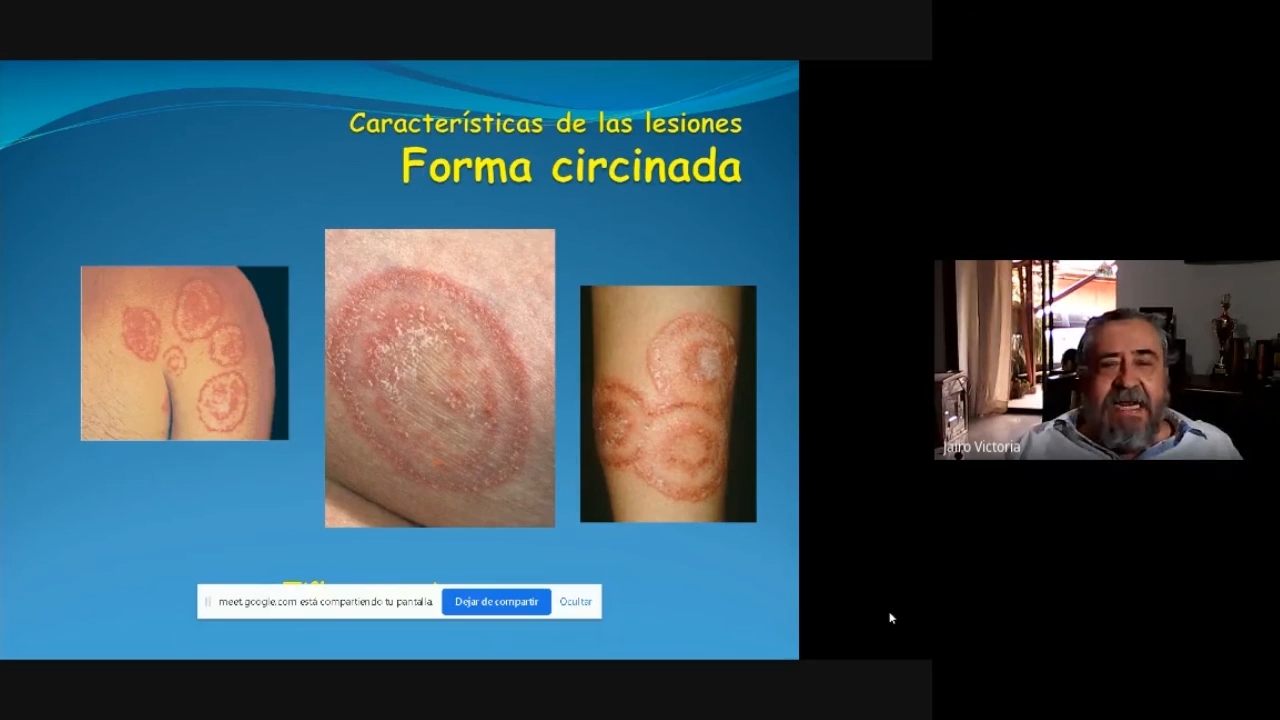 Características de las lesiones
Forma circinada
Jairo Victoria
meet.google.com está compartiendo tu pantalla.
Dejar de compartir
Ocultar